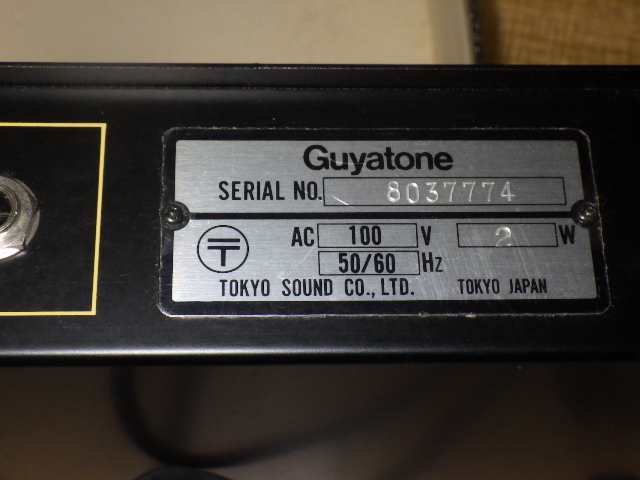 Guyatone
SERIAL NO. 8037774
AC 100 V 2 W
50/60 Hz
TOKYO SOUND CO., LTD. TOKYO JAPAN